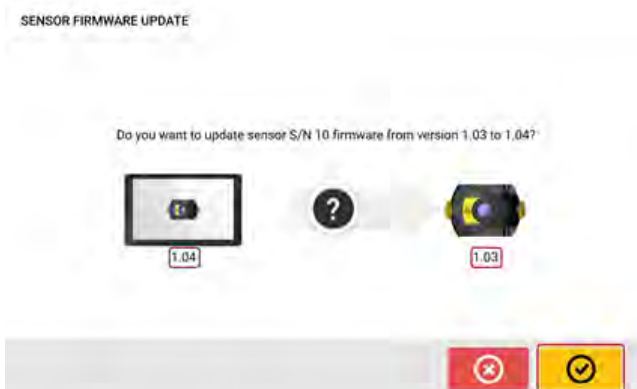 SENSOR FIRMWARE UPDATE
Do you want to update sensor S/N 10 firmware from version 1.03 to 1.04?
?
1.04 1.03